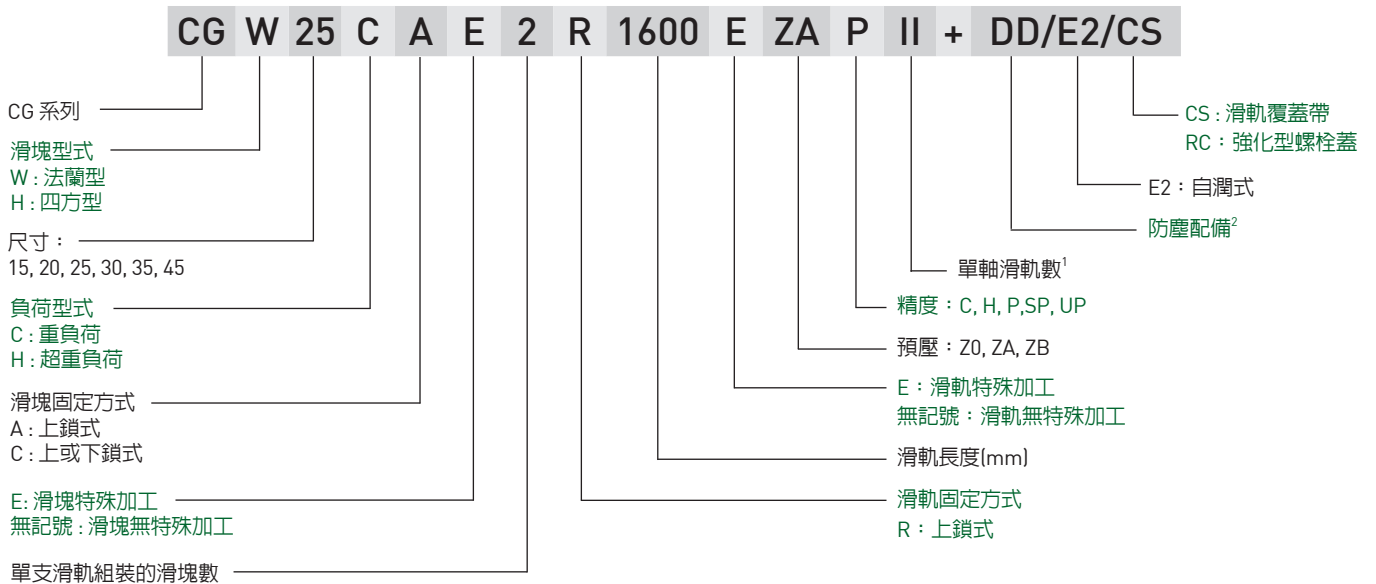 CG W 25 C A E 2 R 1600 E ZA P II + DD/E2/CS
CG 系列
滑塊型式
W : 法蘭型
H : 四方型
尺寸：
15, 20, 25, 30, 35, 45
負荷型式
C : 重負荷
H : 超重負荷
滑塊固定方式
A : 上鎖式
C : 上或下鎖式
E: 滑塊特殊加工
無記號 : 滑塊無特殊加工
單支滑軌組裝的滑塊數
CS : 滑軌覆蓋帶
RC：強化型螺栓蓋
E2：自潤式
防塵配備²
單軸滑軌數¹
精度：C, H, P,SP, UP
預壓：Z0, ZA, ZB
E：滑軌特殊加工
無記號：滑軌無特殊加工
滑軌長度(mm)
滑軌固定方式
R：上鎖式